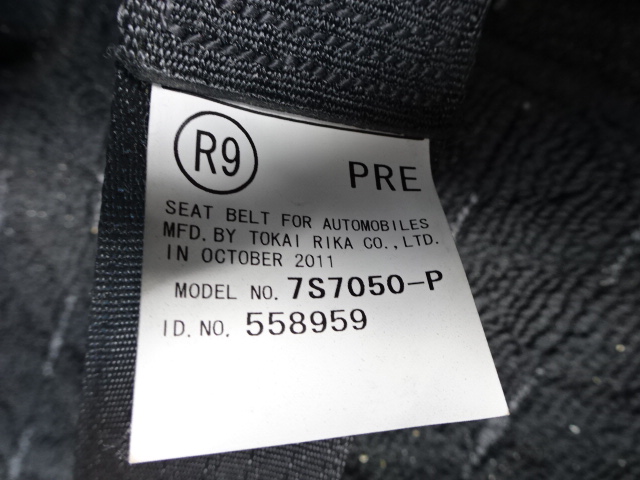 R9 PRE
SEAT BELT FOR AUTOMOBILES
MFD. BY TOKAI RIKA CO., LTD.
IN OCTOBER 2011
MODEL NO. 7S7050-P
ID. NO. 558959